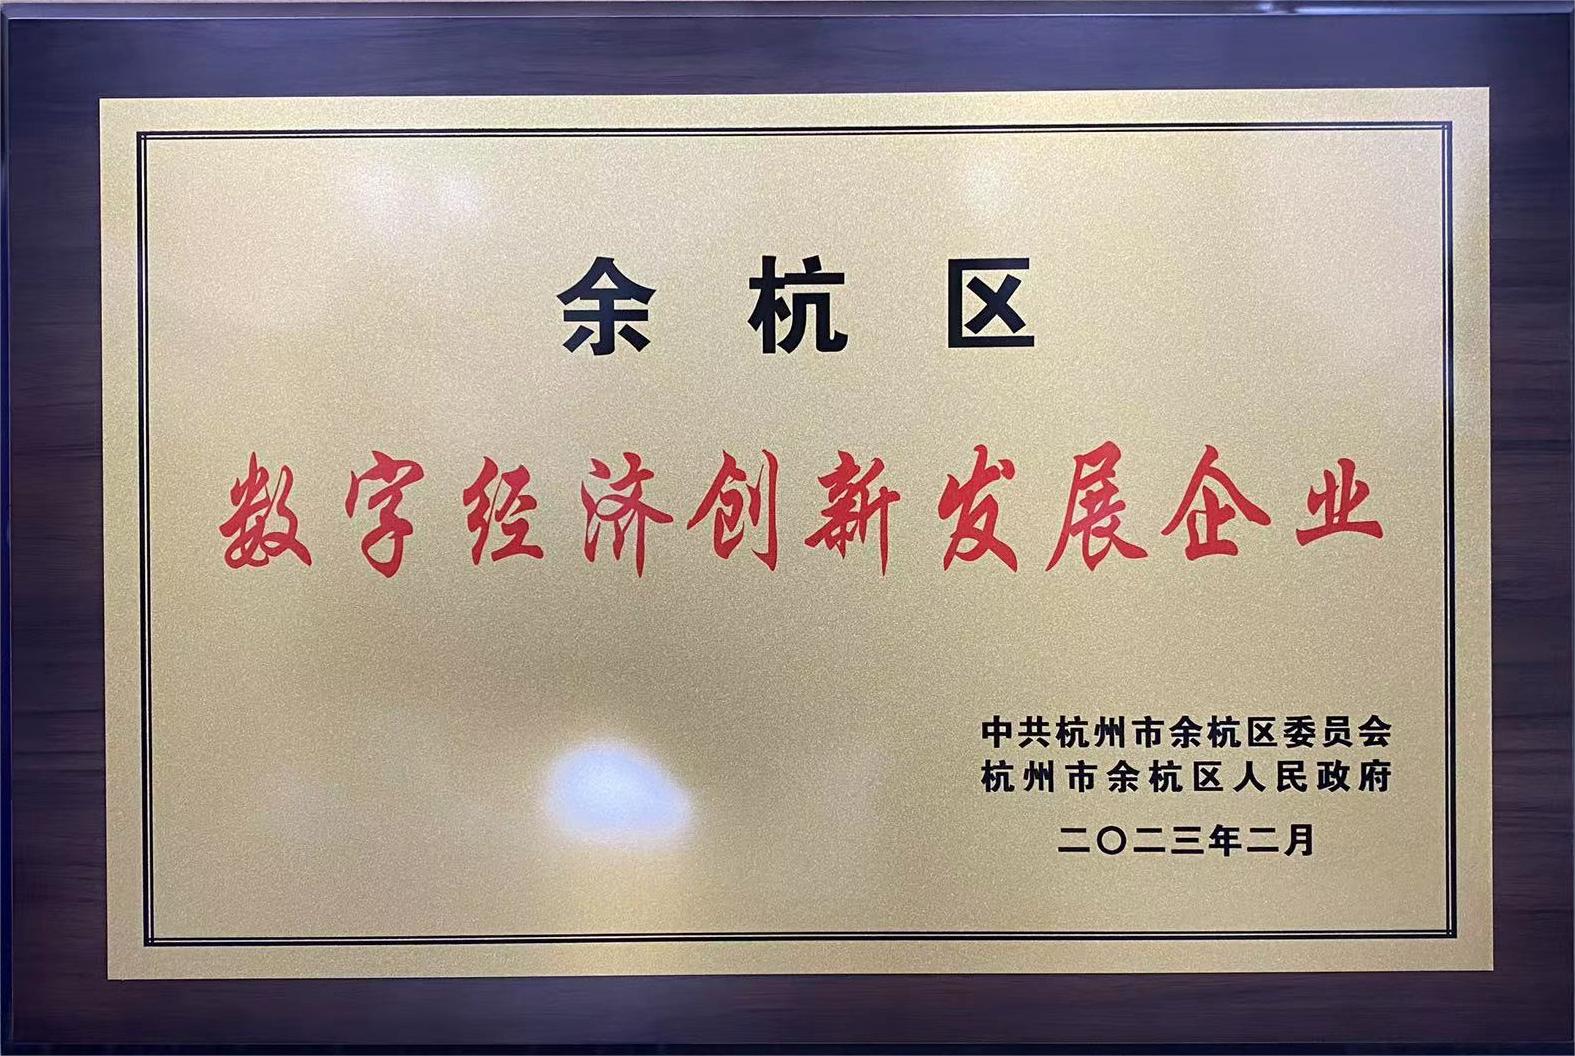 余杭区
数字经济创新发展企业
中共杭州市余杭区委员会
杭州市余杭区人民政府
二〇二三年二月